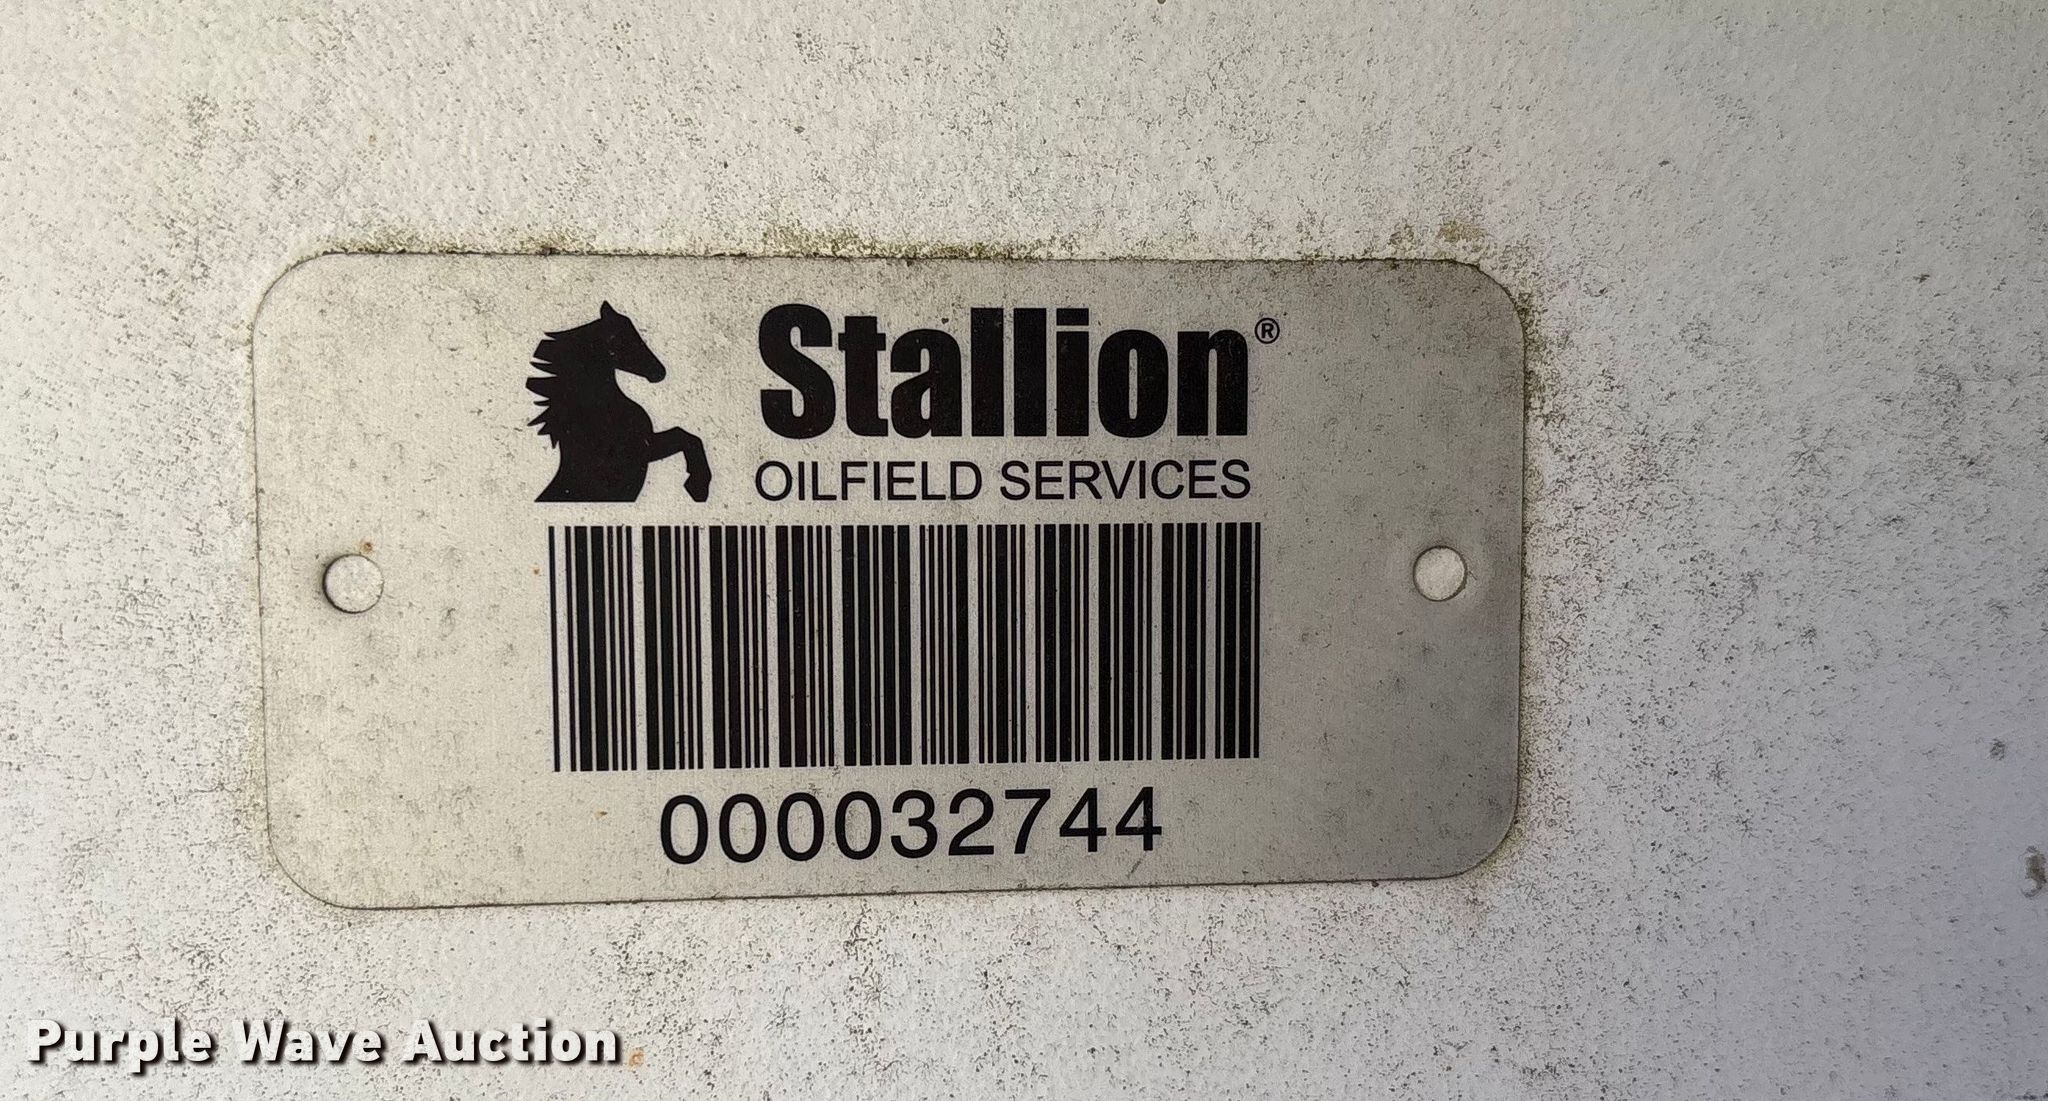 Stallion®
OILFIELD SERVICES
000032744
Purple Wave Auction